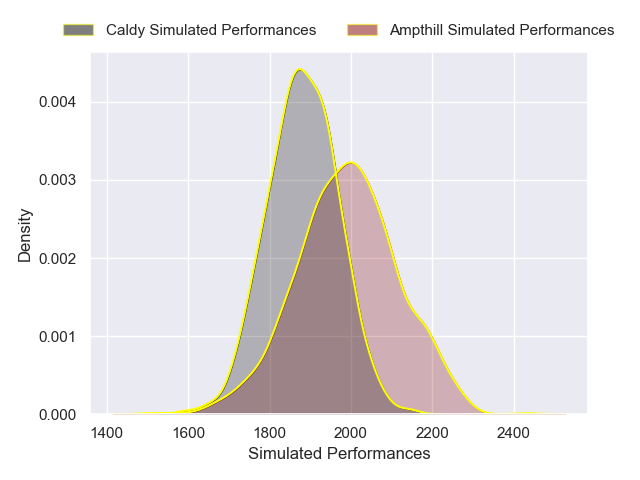 Caldy Simulated Performances Ampthill Simulated Performances
0.004
0.003
0.002
0.001
0.000
Density
1400 1600 1800 2000 2200 2400
Simulated Performances